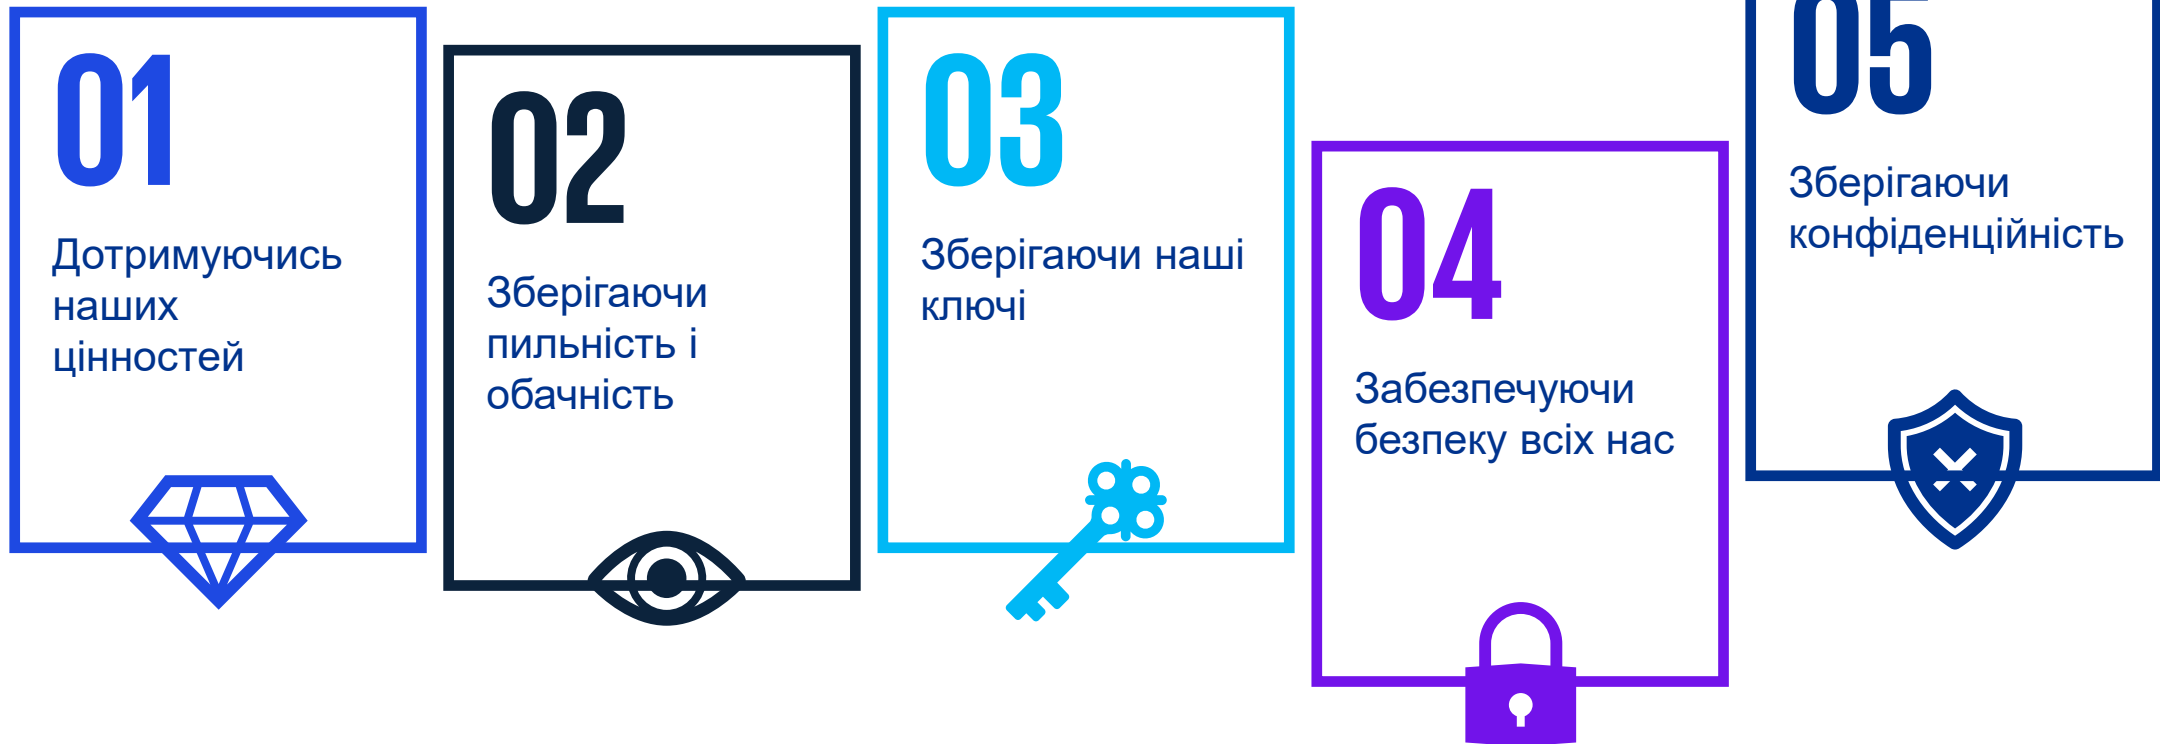 01
Дотримуючись
наших
цінностей
02
Зберігаючи
пильність і
обачність
03
Зберігаючи наші
ключі
04
Забезпечуючи
безпеку всіх нас
05
Зберігаючи
конфіденційність